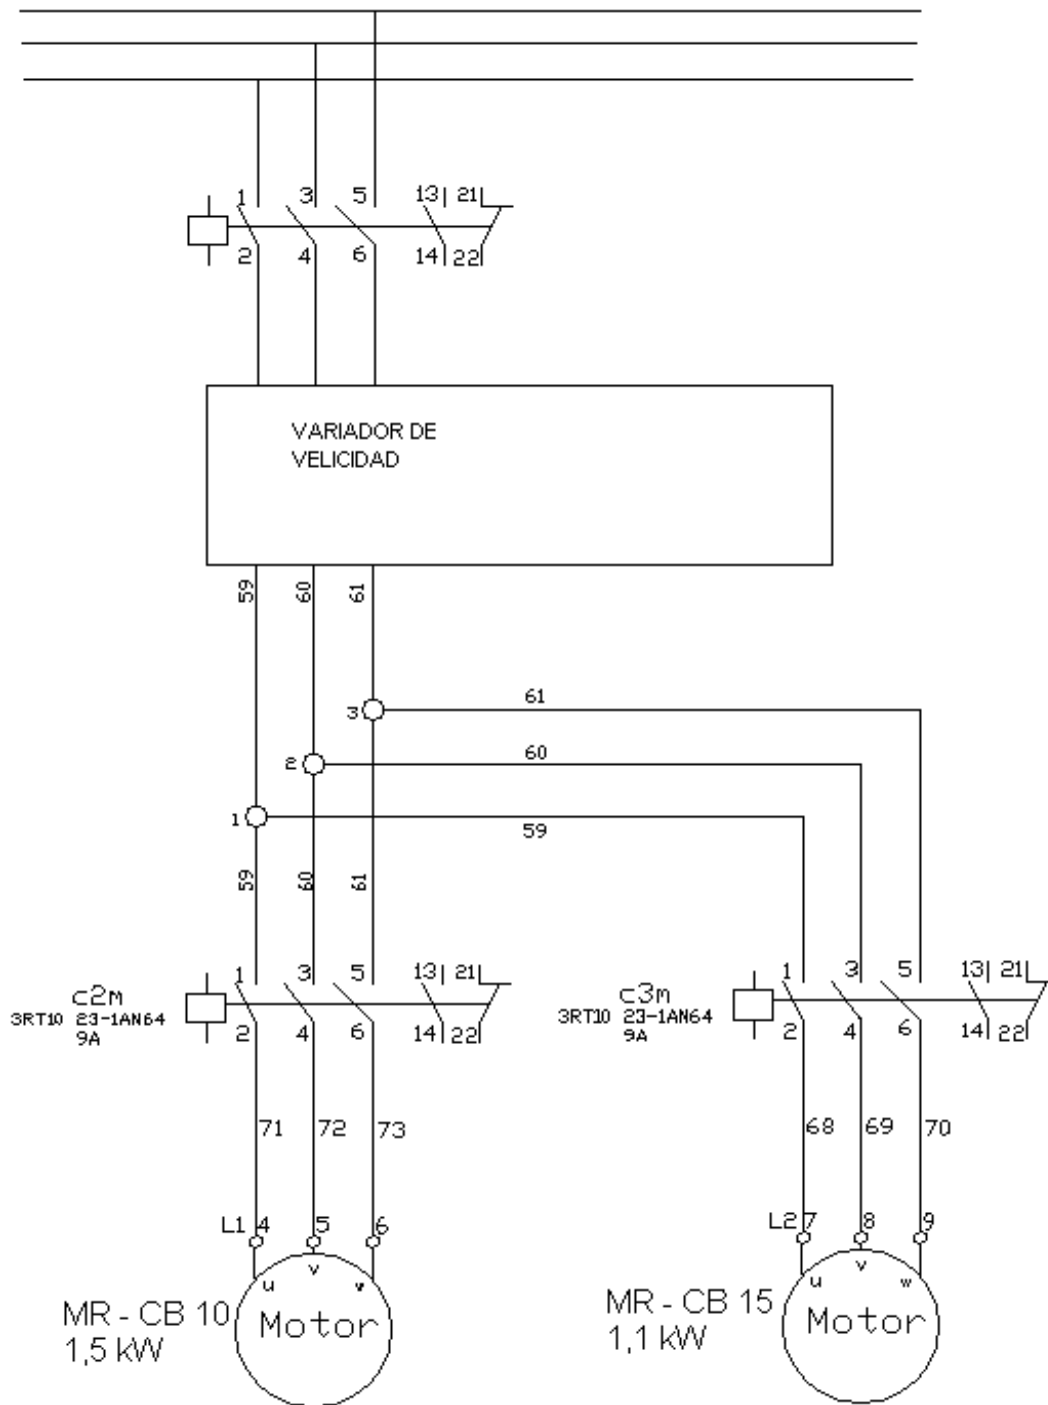 1 3 5 13 21
2 4 6 14 22
VARIADOR DE
VELICIDAD
59 60 61
61
3
60
2
1
59
59 60 61
1 3 5 13 21
c2m
3RT10 23-1AN64
9A
2 4 6 14 22
1 3 5 13 21
c3m
3RT10 23-1AN64
9A
2 4 6 14 22
71 72 73
68 69 70
L1 4 5 6
L2 7 8 9
u v w
u v w
MR - CB 10
1,5 kW
Motor
MR - CB 15
1,1 kW
Motor